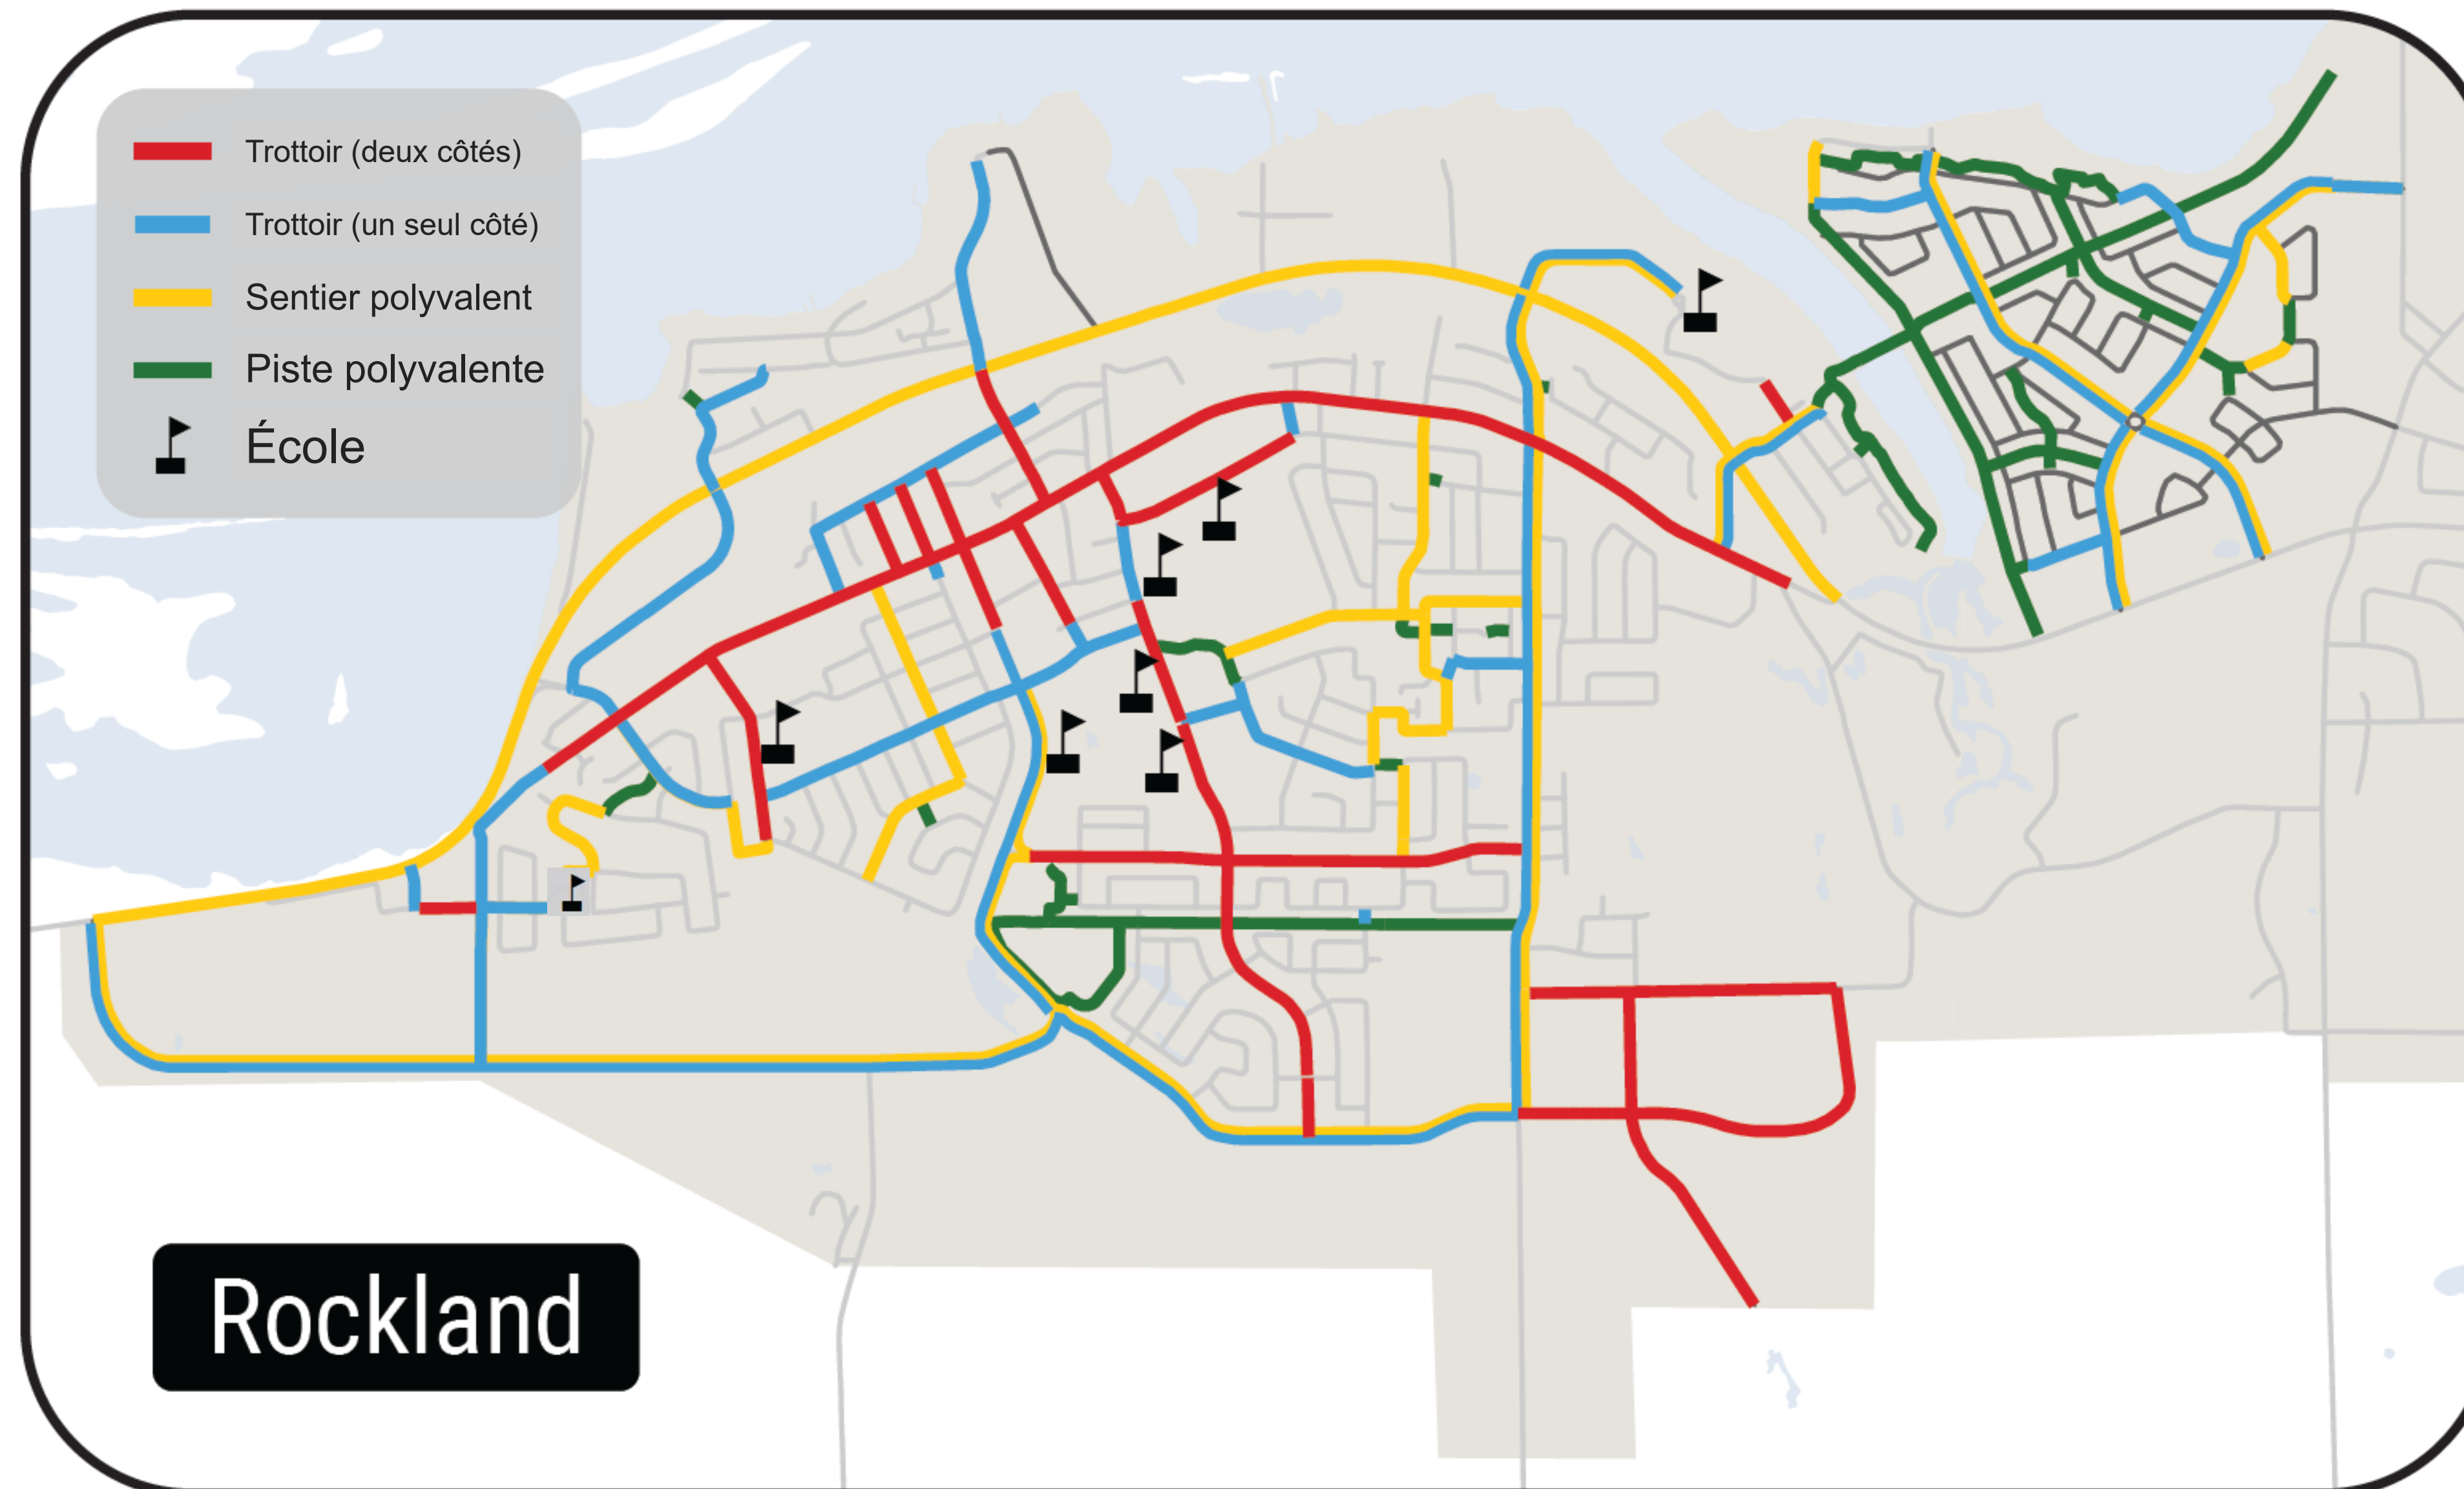 Trottoir (deux côtés)
Trottoir (un seul côté)
Sentier polyvalent
Piste polyvalente
École
Rockland